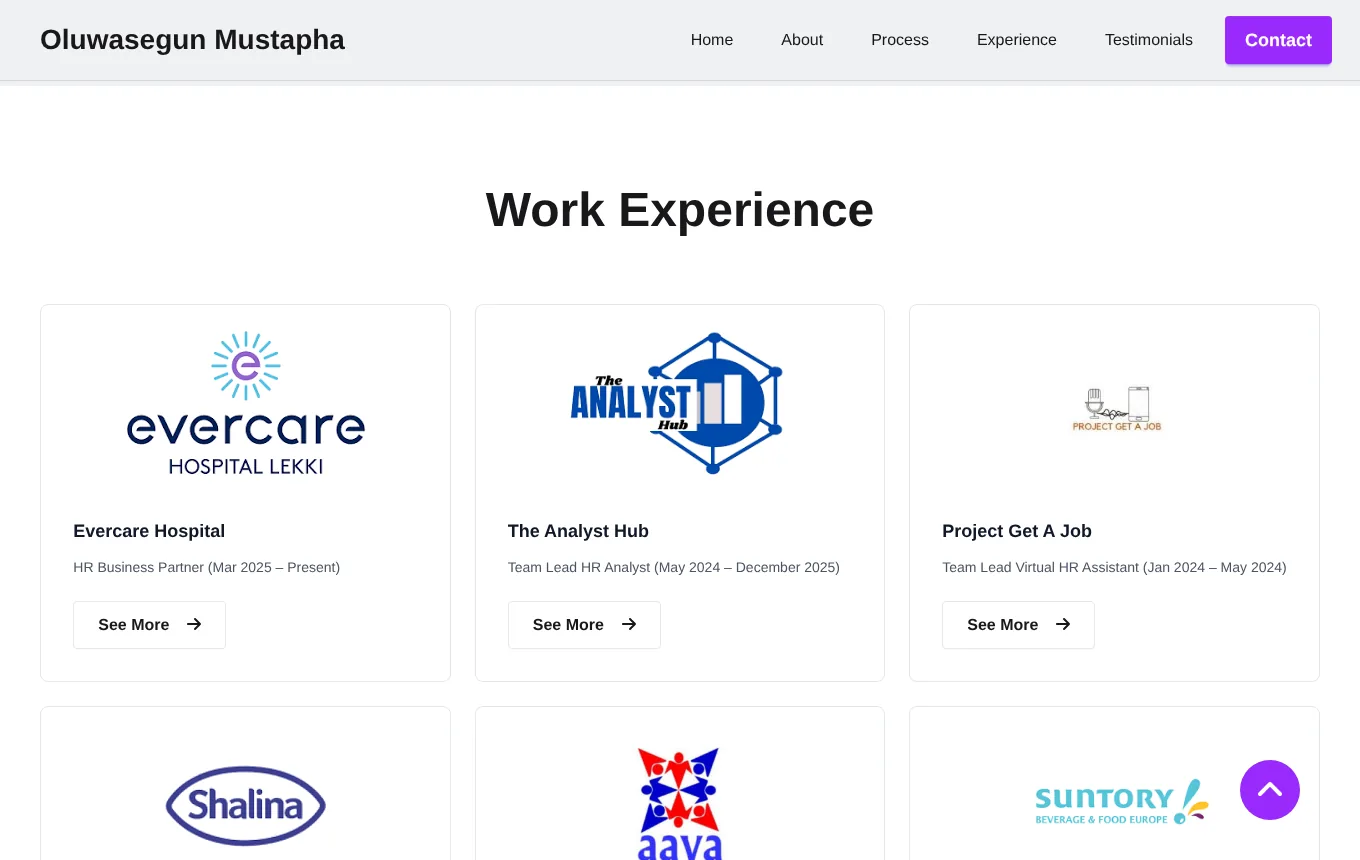 Oluwasegun Mustapha
Home
About
Process
Experience
Testimonials
Contact
Work Experience
e
evercare
HOSPITAL LEKKI
The
ANALYST
Hub
PROJECT GET A JOB
Evercare Hospital
The Analyst Hub
Project Get A Job
HR Business Partner (Mar 2025 – Present)
Team Lead HR Analyst (May 2024 – December 2025)
Team Lead Virtual HR Assistant (Jan 2024 – May 2024)
See More
See More
See More
Shalina
aava
SUNTORY
BEVERAGE & FOOD EUROPE